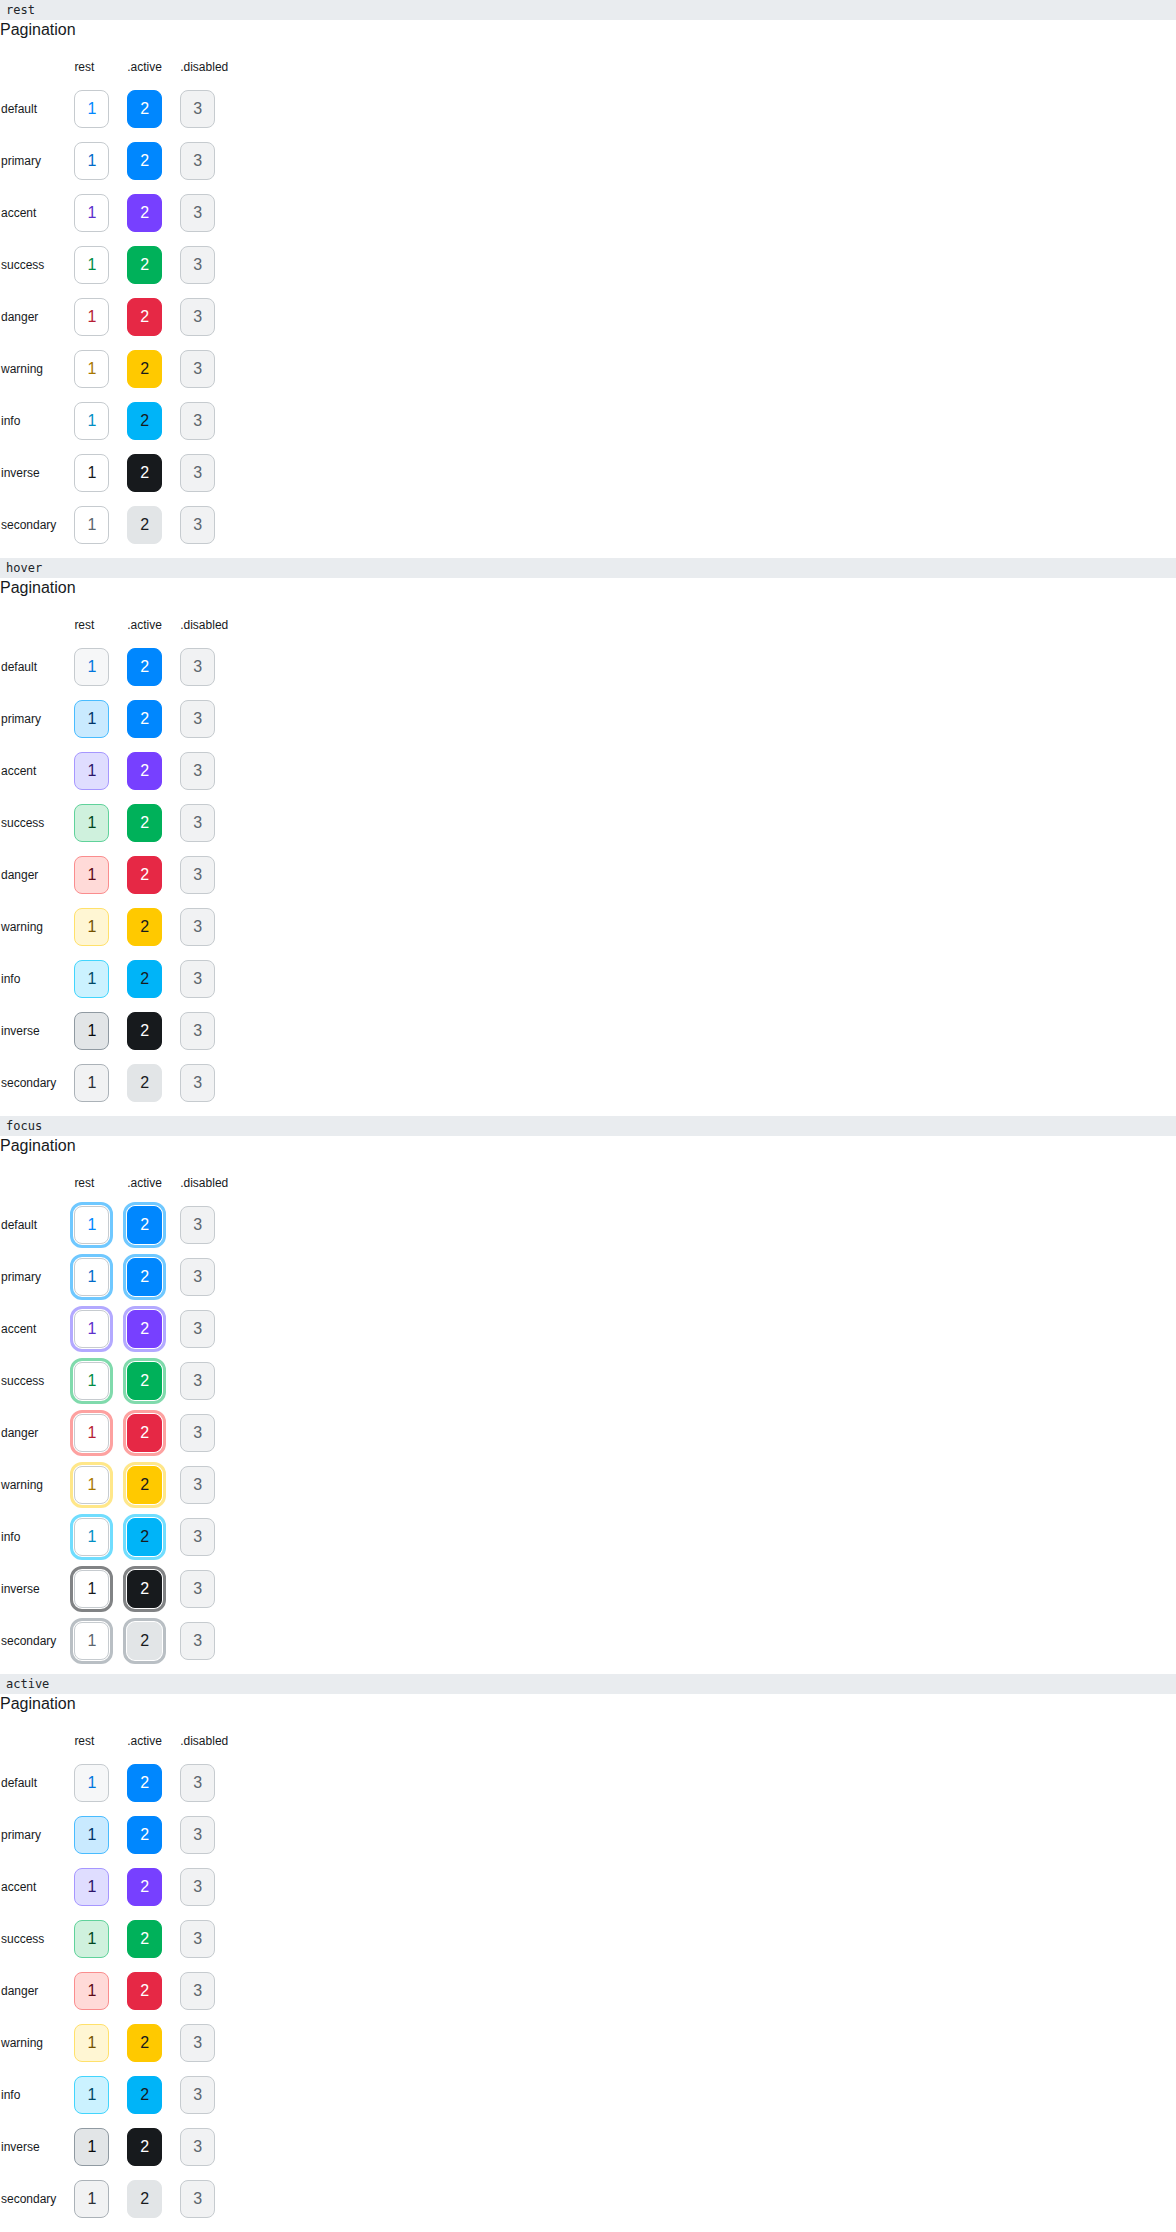 rest
Pagination
rest .active .disabled
default 1 2 3
primary 1 2 3
accent 1 2 3
success 1 2 3
danger 1 2 3
warning 1 2 3
info 1 2 3
inverse 1 2 3
secondary 1 2 3
hover
Pagination
rest .active .disabled
default 1 2 3
primary 1 2 3
accent 1 2 3
success 1 2 3
danger 1 2 3
warning 1 2 3
info 1 2 3
inverse 1 2 3
secondary 1 2 3
focus
Pagination
rest .active .disabled
default 1 2 3
primary 1 2 3
accent 1 2 3
success 1 2 3
danger 1 2 3
warning 1 2 3
info 1 2 3
inverse 1 2 3
secondary 1 2 3
active
Pagination
rest .active .disabled
default 1 2 3
primary 1 2 3
accent 1 2 3
success 1 2 3
danger 1 2 3
warning 1 2 3
info 1 2 3
inverse 1 2 3
secondary 1 2 3